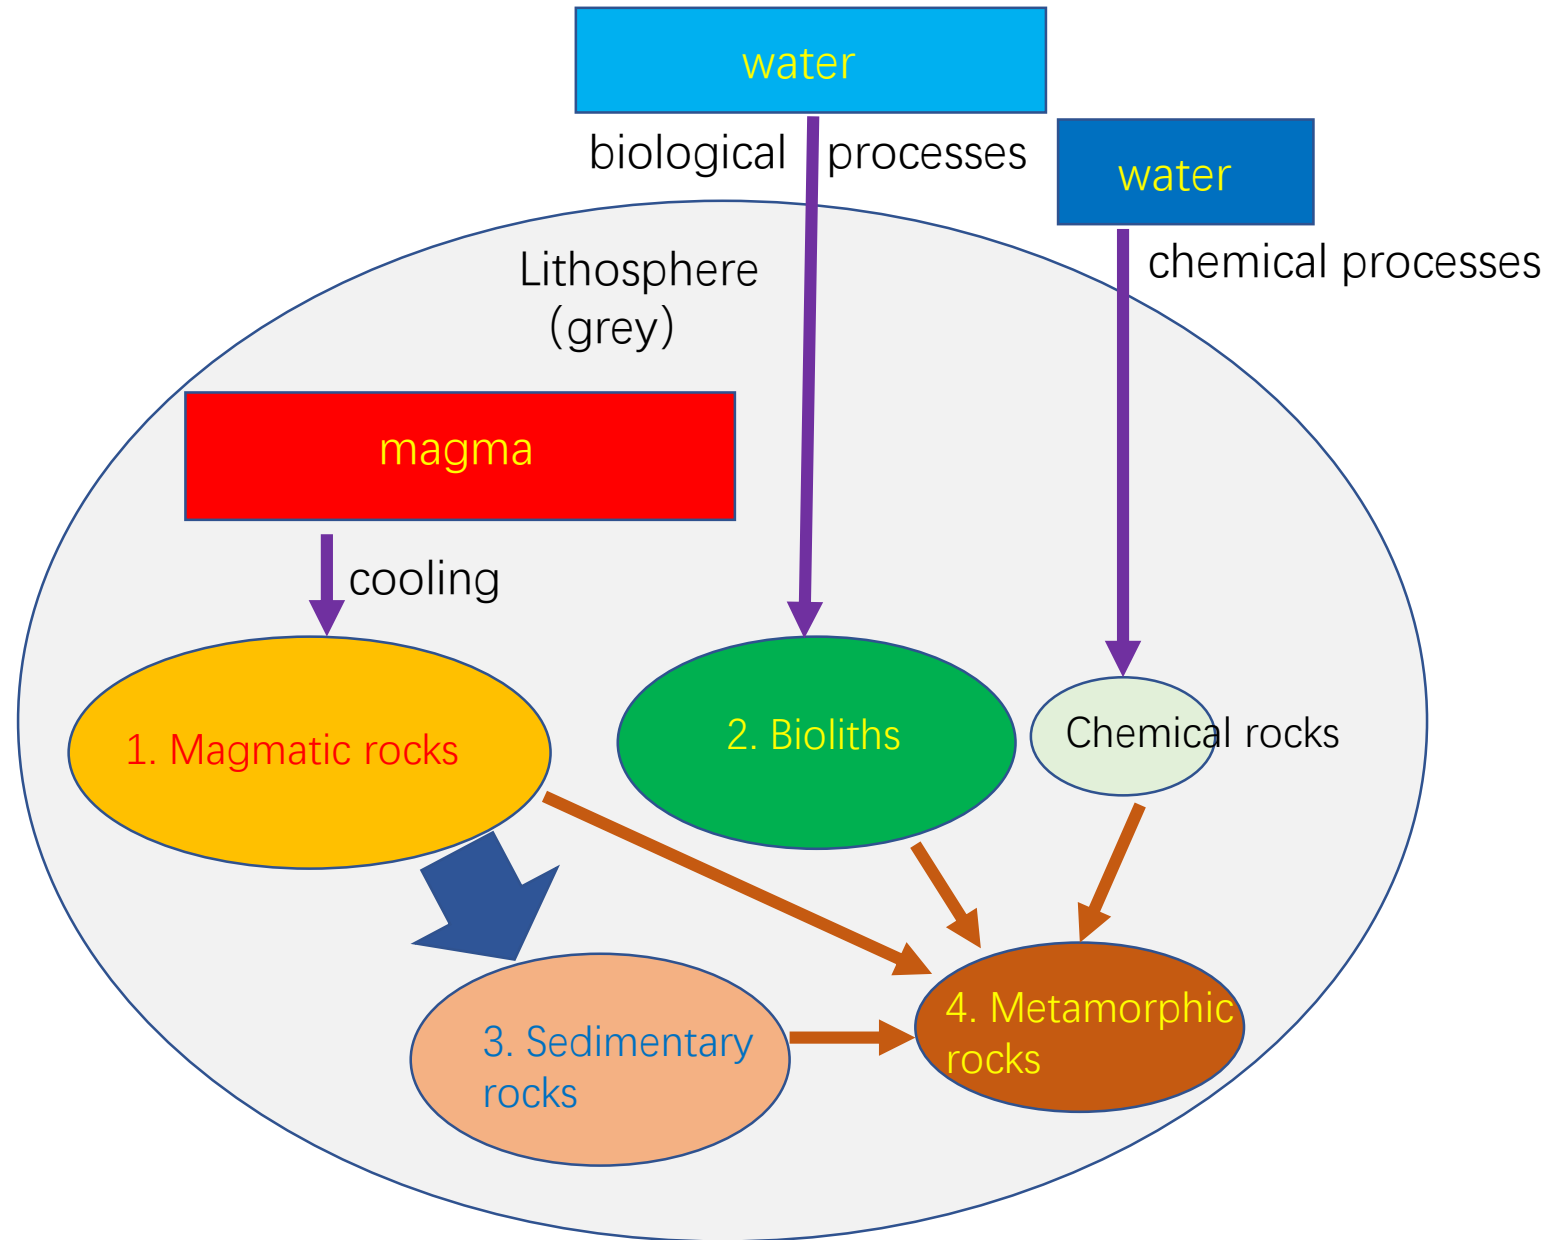 water
biological processes
water
chemical processes
Lithosphere
(grey)
magma
cooling
1. Magmatic rocks
2. Bioliths
Chemical rocks
3. Sedimentary
rocks
4. Metamorphic
rocks